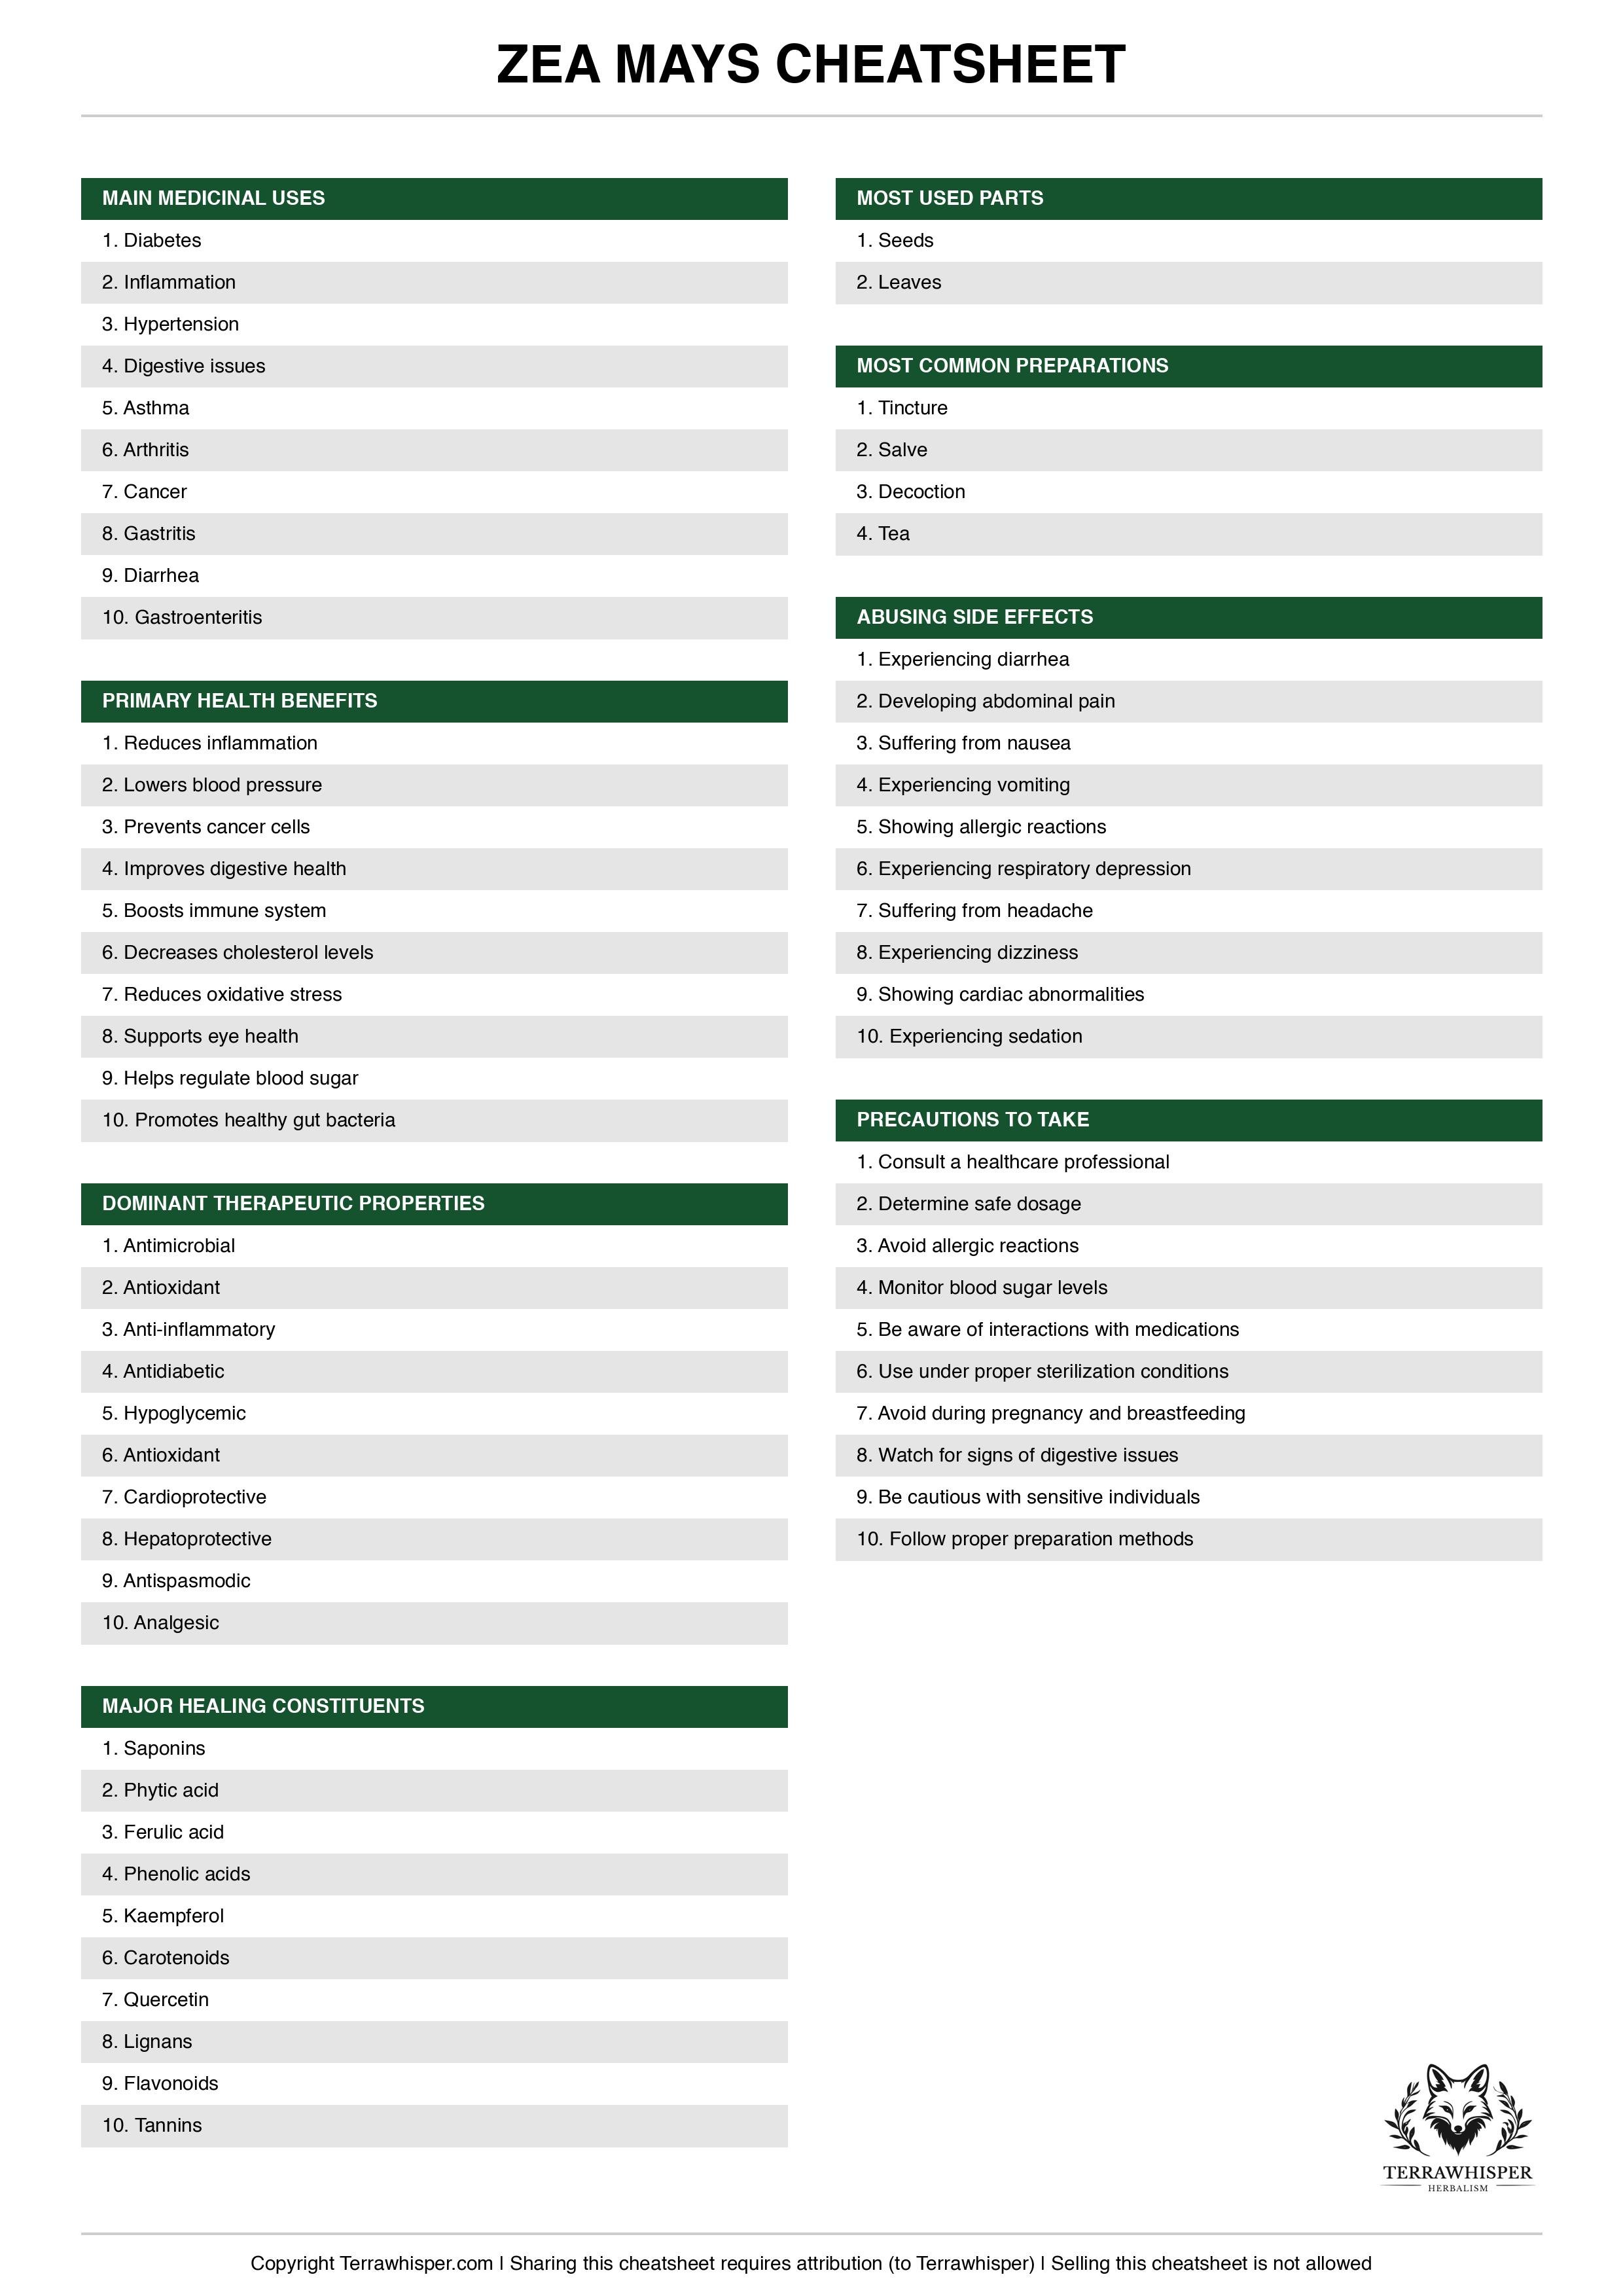 ZEA MAYS CHEATSHEET
MAIN MEDICINAL USES
1. Diabetes
2. Inflammation
3. Hypertension
4. Digestive issues
5. Asthma
6. Arthritis
7. Cancer
8. Gastritis
9. Diarrhea
10. Gastroenteritis
PRIMARY HEALTH BENEFITS
1. Reduces inflammation
2. Lowers blood pressure
3. Prevents cancer cells
4. Improves digestive health
5. Boosts immune system
6. Decreases cholesterol levels
7. Reduces oxidative stress
8. Supports eye health
9. Helps regulate blood sugar
10. Promotes healthy gut bacteria
DOMINANT THERAPEUTIC PROPERTIES
1. Antimicrobial
2. Antioxidant
3. Anti-inflammatory
4. Antidiabetic
5. Hypoglycemic
6. Antioxidant
7. Cardioprotective
8. Hepatoprotective
9. Antispasmodic
10. Analgesic
MAJOR HEALING CONSTITUENTS
1. Saponins
2. Phytic acid
3. Ferulic acid
4. Phenolic acids
5. Kaempferol
6. Carotenoids
7. Quercetin
8. Lignans
9. Flavonoids
10. Tannins
MOST USED PARTS
1. Seeds
2. Leaves
MOST COMMON PREPARATIONS
1. Tincture
2. Salve
3. Decoction
4. Tea
ABUSING SIDE EFFECTS
1. Experiencing diarrhea
2. Developing abdominal pain
3. Suffering from nausea
4. Experiencing vomiting
5. Showing allergic reactions
6. Experiencing respiratory depression
7. Suffering from headache
8. Experiencing dizziness
9. Showing cardiac abnormalities
10. Experiencing sedation
PRECAUTIONS TO TAKE
1. Consult a healthcare professional
2. Determine safe dosage
3. Avoid allergic reactions
4. Monitor blood sugar levels
5. Be aware of interactions with medications
6. Use under proper sterilization conditions
7. Avoid during pregnancy and breastfeeding
8. Watch for signs of digestive issues
9. Be cautious with sensitive individuals
10. Follow proper preparation methods
TERRAWHISPER
HERBALISM
Copyright Terrawhisper.com | Sharing this cheatsheet requires attribution (to Terrawhisper) | Selling this cheatsheet is not allowed